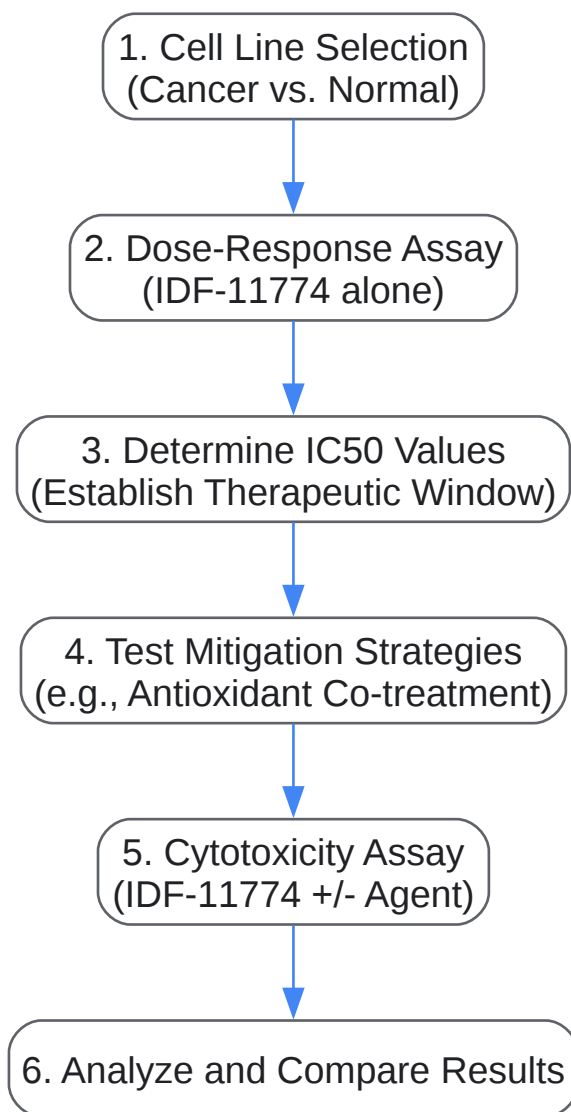 1. Cell Line Selection
(Cancer vs. Normal)
2. Dose-Response Assay
(IDF-11774 alone)
3. Determine IC50 Values
(Establish Therapeutic Window)
4. Test Mitigation Strategies
(e.g., Antioxidant Co-treatment)
5. Cytotoxicity Assay
(IDF-11774 +/- Agent)
6. Analyze and Compare Results